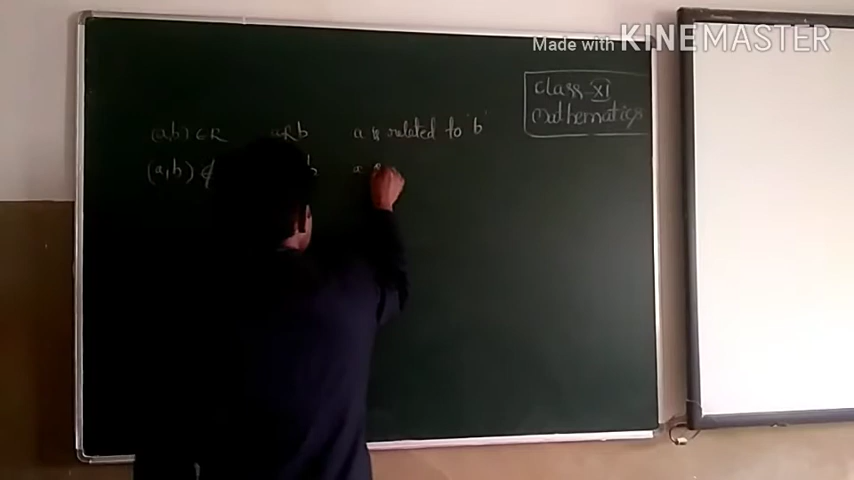 Made with KINEMASTER
class XI
mathematics
(a,b) ∈ R aRb a is related to 'b'
(a,b) ∉